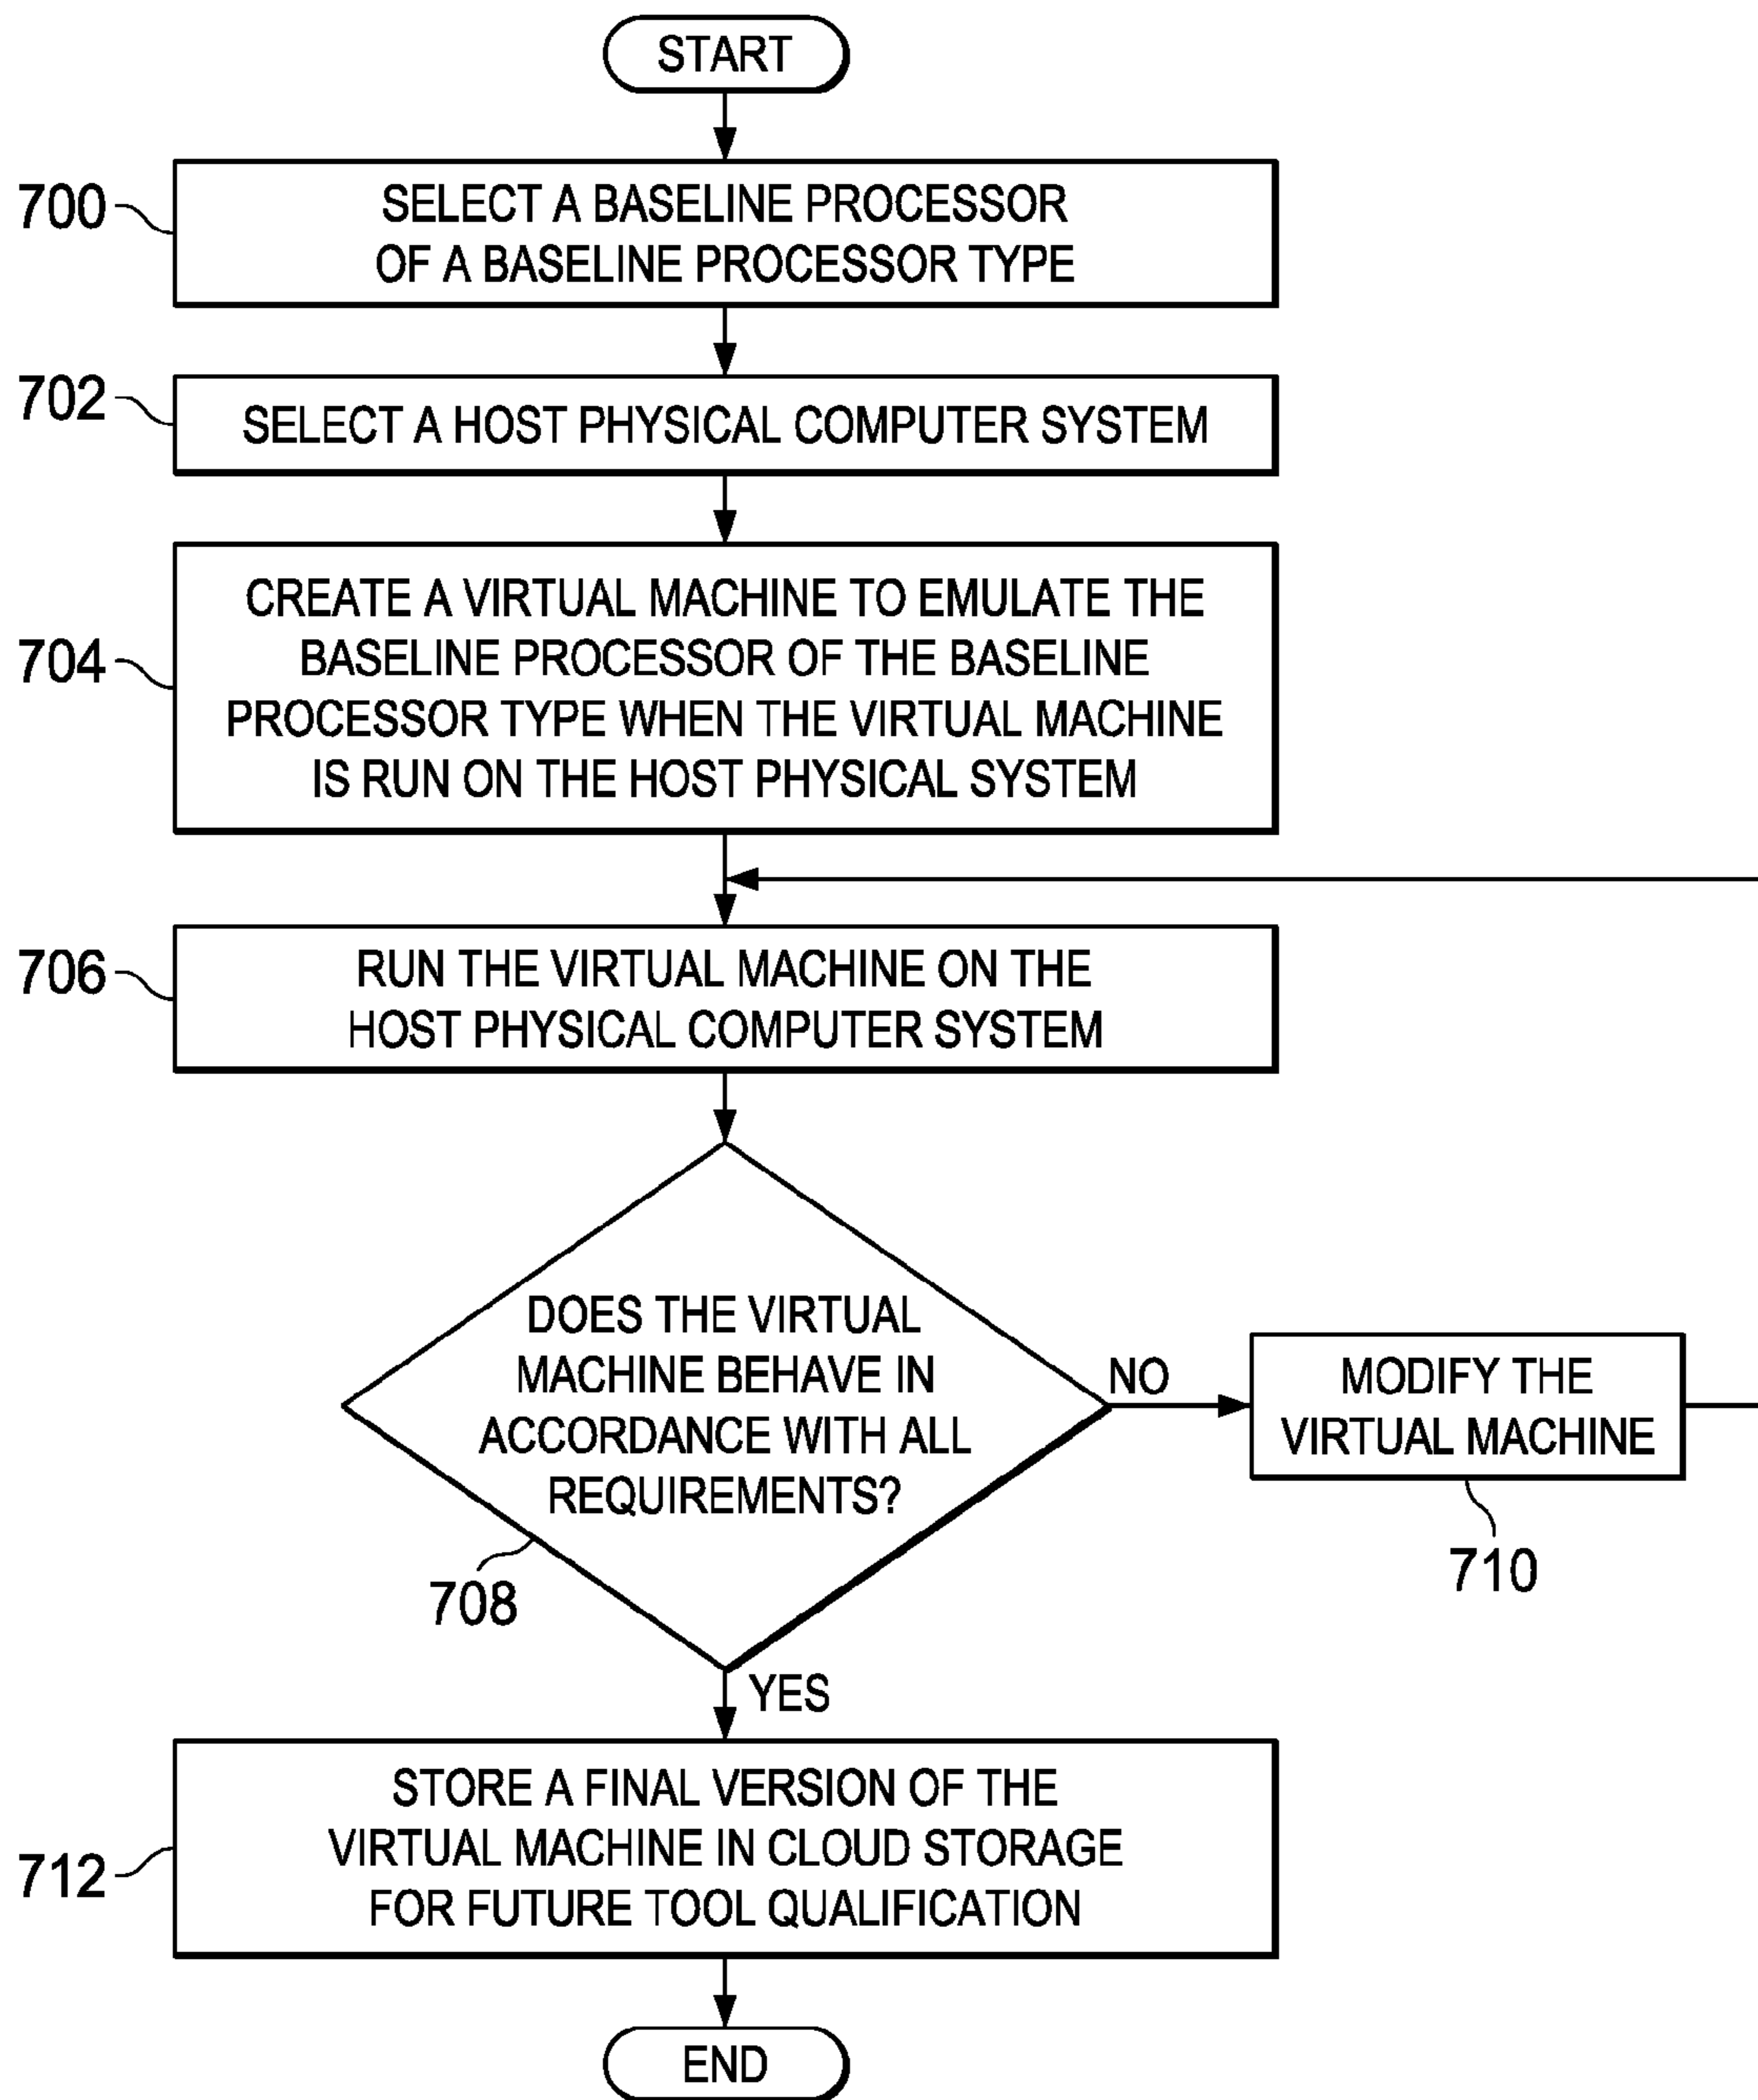 START
700
SELECT A BASELINE PROCESSOR
OF A BASELINE PROCESSOR TYPE
702
SELECT A HOST PHYSICAL COMPUTER SYSTEM
704
CREATE A VIRTUAL MACHINE TO EMULATE THE
BASELINE PROCESSOR OF THE BASELINE
PROCESSOR TYPE WHEN THE VIRTUAL MACHINE
IS RUN ON THE HOST PHYSICAL SYSTEM
706
RUN THE VIRTUAL MACHINE ON THE
HOST PHYSICAL COMPUTER SYSTEM
DOES THE VIRTUAL
MACHINE BEHAVE IN
ACCORDANCE WITH ALL
REQUIREMENTS?
708
NO
MODIFY THE
VIRTUAL MACHINE
710
YES
712
STORE A FINAL VERSION OF THE
VIRTUAL MACHINE IN CLOUD STORAGE
FOR FUTURE TOOL QUALIFICATION
END